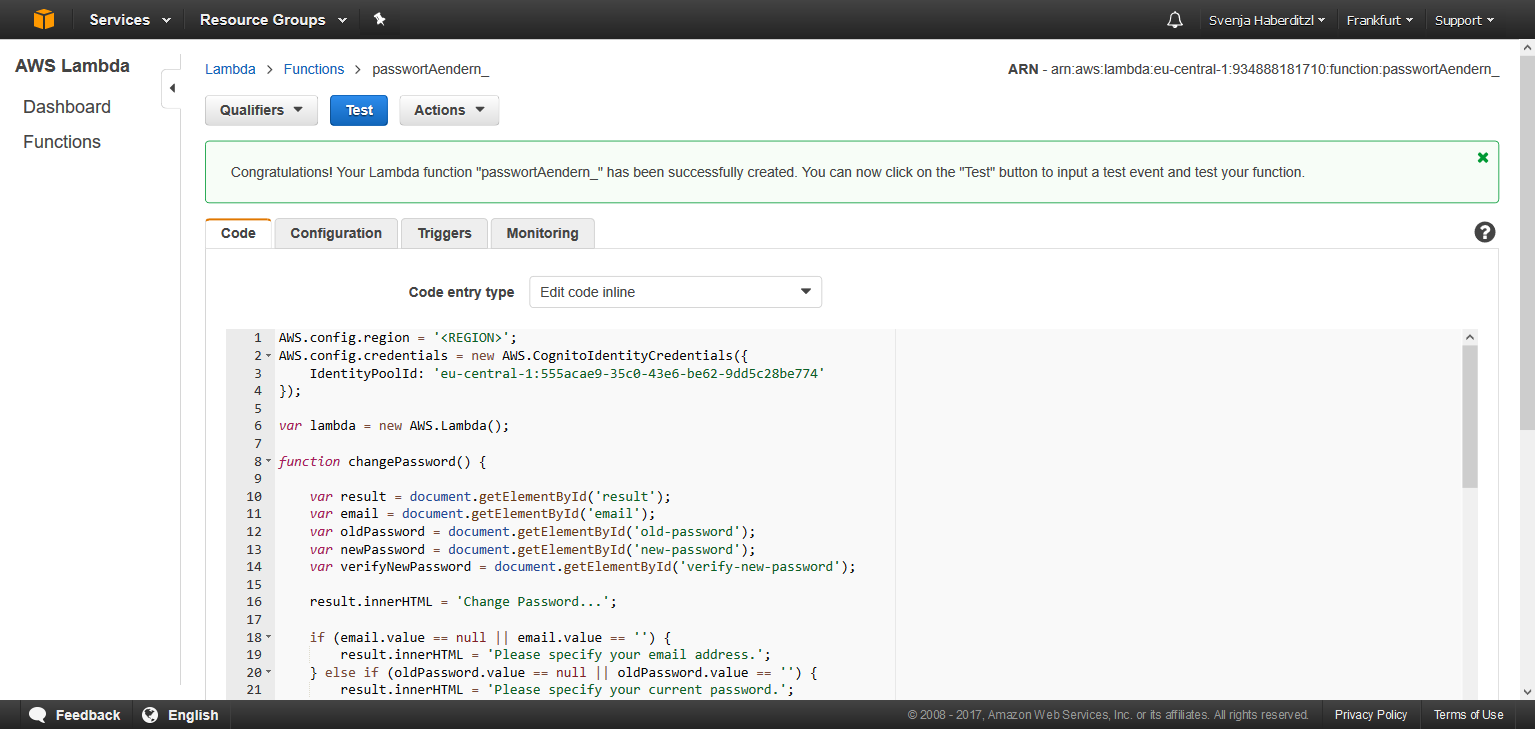 Services Resource Groups Svenja Haberditzl Frankfurt Support
AWS Lambda
Dashboard
Functions
Lambda > Functions > passwortAendern_
ARN - arn:aws:lambda:eu-central-1:934888181710:function:passwortAendern_
Qualifiers Test Actions
Congratulations! Your Lambda function "passwortAendern_" has been successfully created. You can now click on the "Test" button to input a test event and test your function.
Code Configuration Triggers Monitoring
Code entry type Edit code inline
1 AWS.config.region = '<REGION>';
2 AWS.config.credentials = new AWS.CognitoIdentityCredentials({
3 IdentityPoolId: 'eu-central-1:555acae9-35c0-43e6-be62-9dd5c28be774'
4 });
5
6 var lambda = new AWS.Lambda();
7
8 function changePassword() {
9
10 var result = document.getElementById('result');
11 var email = document.getElementById('email');
12 var oldPassword = document.getElementById('old-password');
13 var newPassword = document.getElementById('new-password');
14 var verifyNewPassword = document.getElementById('verify-new-password');
15
16 result.innerHTML = 'Change Password...';
17
18 if (email.value == null || email.value == '') {
19 result.innerHTML = 'Please specify your email address.';
20 } else if (oldPassword.value == null || oldPassword.value == '') {
21 result.innerHTML = 'Please specify your current password.';
Feedback English © 2008 - 2017, Amazon Web Services, Inc. or its affiliates. All rights reserved. Privacy Policy Terms of Use